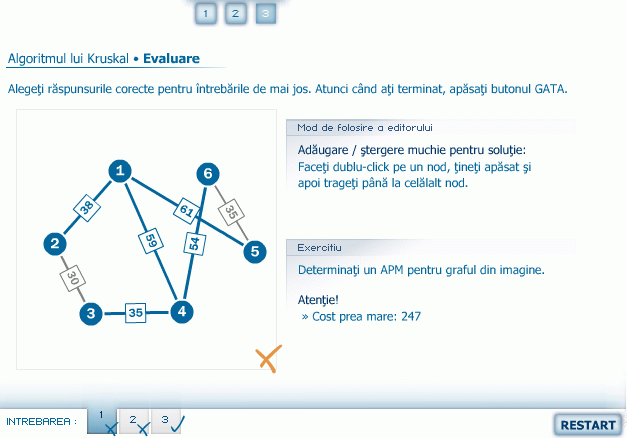 1 2 3
Algoritmul lui Kruskal • Evaluare
Alegeţi răspunsurile corecte pentru întrebările de mai jos. Atunci când aţi terminat, apăsaţi butonul GATA.
Mod de folosire a editorului
Adăugare / ştergere muchie pentru soluţie:
Faceţi dublu-click pe un nod, ţineţi apăsat şi
apoi trageţi până la celălalt nod.
1
6
38
61
35
59
54
2
5
30
3
35
4
Exercitiu
Determinaţi un APM pentru graful din imagine.
Atenţie!
» Cost prea mare: 247
INTREBAREA : 1 2 3
RESTART